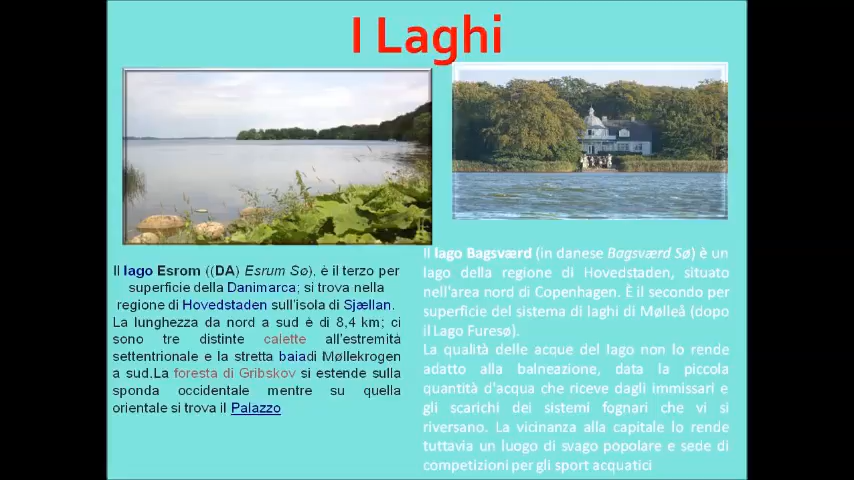 I Laghi
Il lago Esrom ((DA) Esrum Sø), è il terzo per
superficie della Danimarca; si trova nella
regione di Hovedstaden sull'isola di Sjællan.
La lunghezza da nord a sud è di 8,4 km; ci
sono tre distinte calette all'estremità
settentrionale e la stretta baiadi Møllekrogen
a sud.La foresta di Gribskov si estende sulla
sponda occidentale mentre su quella
orientale si trova il Palazzo
Il lago Bagsværd (in danese Bagsværd Sø) è un
lago della regione di Hovedstaden, situato
nell'area nord di Copenhagen. È il secondo per
superficie del sistema di laghi di Mølleå (dopo
il Lago Furesø).
La qualità delle acque del lago non lo rende
adatto alla balneazione, data la piccola
quantità d'acqua che riceve dagli immissari e
gli scarichi dei sistemi fognari che vi si
riversano. La vicinanza alla capitale lo rende
tuttavia un luogo di svago popolare e sede di
competizioni per gli sport acquatici